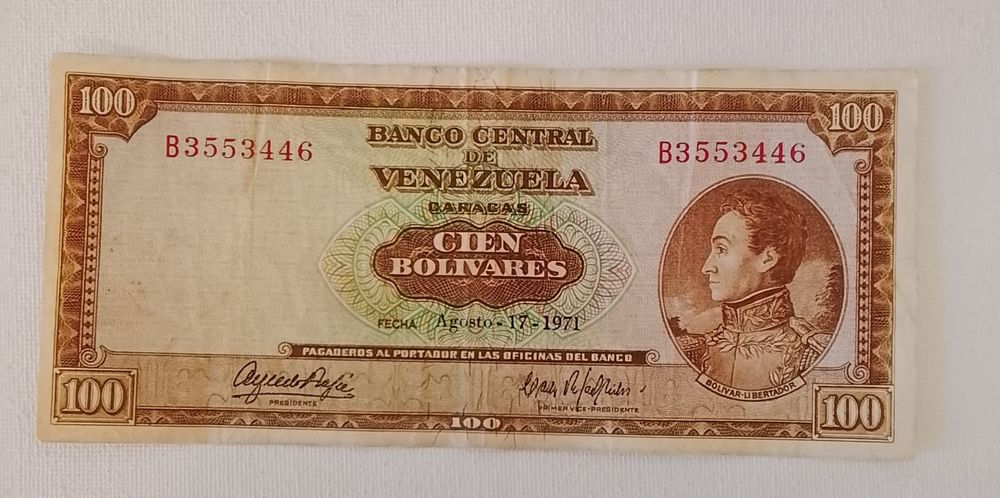 100
100
B3553446
B3553446
BANCO CENTRAL
DE
VENEZUELA
CARACAS
CIEN
BOLIVARES
FECHA Agosto - 17 - 1971
PAGADEROS AL PORTADOR EN LAS OFICINAS DEL BANCO
BOLIVAR-LIBERTADOR
PRESIDENTE
PRIMER VICE-PRESIDENTE
100
100
100